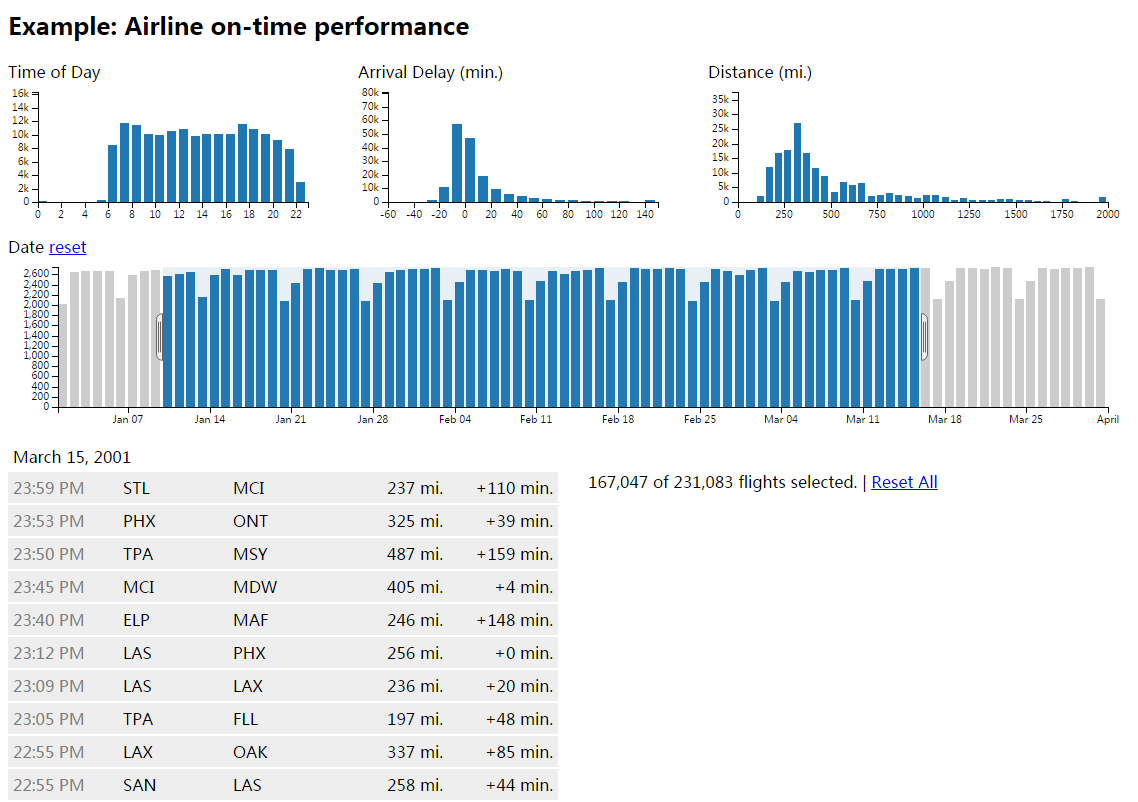 Example: Airline on-time performance
Time of Day
16k
14k
12k
10k
8k
6k
4k
2k
0
0 2 4 6 8 10 12 14 16 18 20 22
Arrival Delay (min.)
80k
70k
60k
50k
40k
30k
20k
10k
0
-60 -40 -20 0 20 40 60 80 100 120 140
Distance (mi.)
35k
30k
25k
20k
15k
10k
5k
0
0 250 500 750 1000 1250 1500 1750 2000
Date reset
2,600
2,400
2,200
2,000
1,800
1,600
1,400
1,200
1,000
800
600
400
200
0
Jan 07 Jan 14 Jan 21 Jan 28 Feb 04 Feb 11 Feb 18 Feb 25 Mar 04 Mar 11 Mar 18 Mar 25 April
March 15, 2001
23:59 PM STL MCI 237 mi. +110 min.
23:53 PM PHX ONT 325 mi. +39 min.
23:50 PM TPA MSY 487 mi. +159 min.
23:45 PM MCI MDW 405 mi. +4 min.
23:40 PM ELP MAF 246 mi. +148 min.
23:12 PM LAS PHX 256 mi. +0 min.
23:09 PM LAS LAX 236 mi. +20 min.
23:05 PM TPA FLL 197 mi. +48 min.
22:55 PM LAX OAK 337 mi. +85 min.
22:55 PM SAN LAS 258 mi. +44 min.
167,047 of 231,083 flights selected. | Reset All